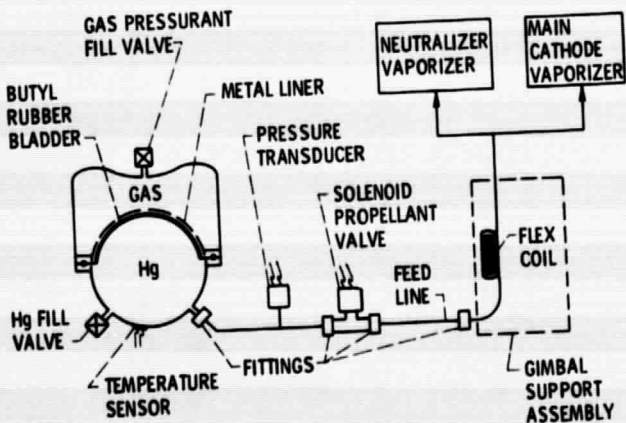 GAS PRESSURANT
FILL VALVE
BUTYL
RUBBER
BLADDER
METAL LINER
PRESSURE
TRANSDUCER
NEUTRALIZER
VAPORIZER
MAIN
CATHODE
VAPORIZER
GAS
SOLENOID
PROPELLANT
VALVE
Hg
FLEX
COIL
FEED
LINE
Hg FILL
VALVE
FITTINGS
TEMPERATURE
SENSOR
GIMBAL
SUPPORT
ASSEMBLY